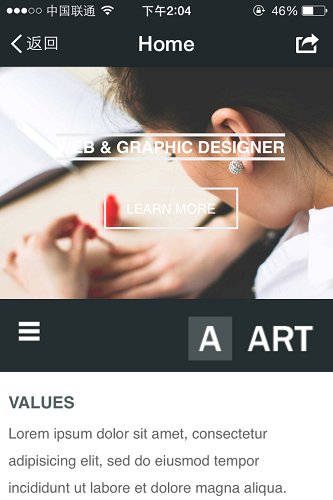 中国联通 下午2:04 46%
返回 Home
WEB & GRAPHIC DESIGNER
LEARN MORE
A ART
VALUES
Lorem ipsum dolor sit amet, consectetur
adipisicing elit, sed do eiusmod tempor
incididunt ut labore et dolore magna aliqua.